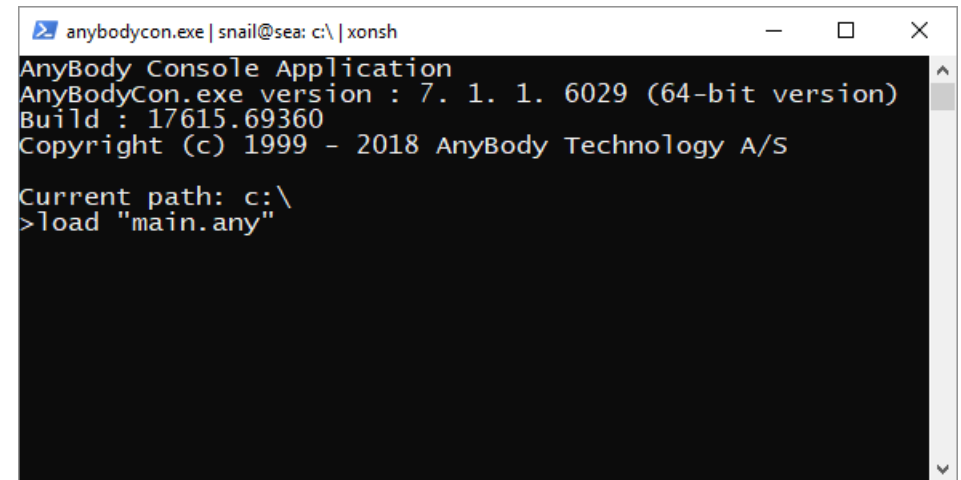 anybodycon.exe | snail@sea: c:\ | xonsh
AnyBody Console Application
AnyBodyCon.exe version : 7. 1. 1. 6029 (64-bit version)
Build : 17615.69360
Copyright (c) 1999 - 2018 AnyBody Technology A/S
Current path: c:\
>load "main.any"